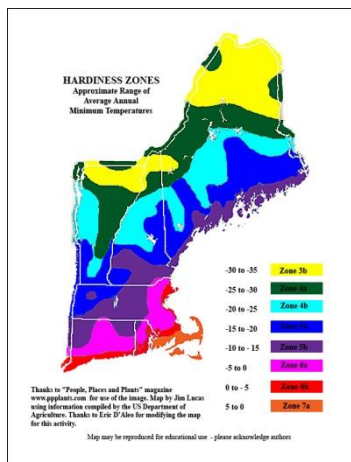 HARDINESS ZONES
Approximate Range of
Average Annual
Minimum Temperatures
-30 to -35 Zone 3b
-25 to -30 Zone 4a
-20 to -25 Zone 4b
-15 to -20 Zone 5a
-10 to - 15 Zone 5b
-5 to 0 Zone 6a
0 to - 5 Zone 6b
5 to 0 Zone 7a
Thanks to "People, Places and Plants" magazine
www.ppplants.com for use of the image. Map by Jim Lucas
using information compiled by the US Department of
Agriculture. Thanks to Eric D'Aleo for modifying the map
for this activity.
Map may be reproduced for educational use - please acknowledge authors